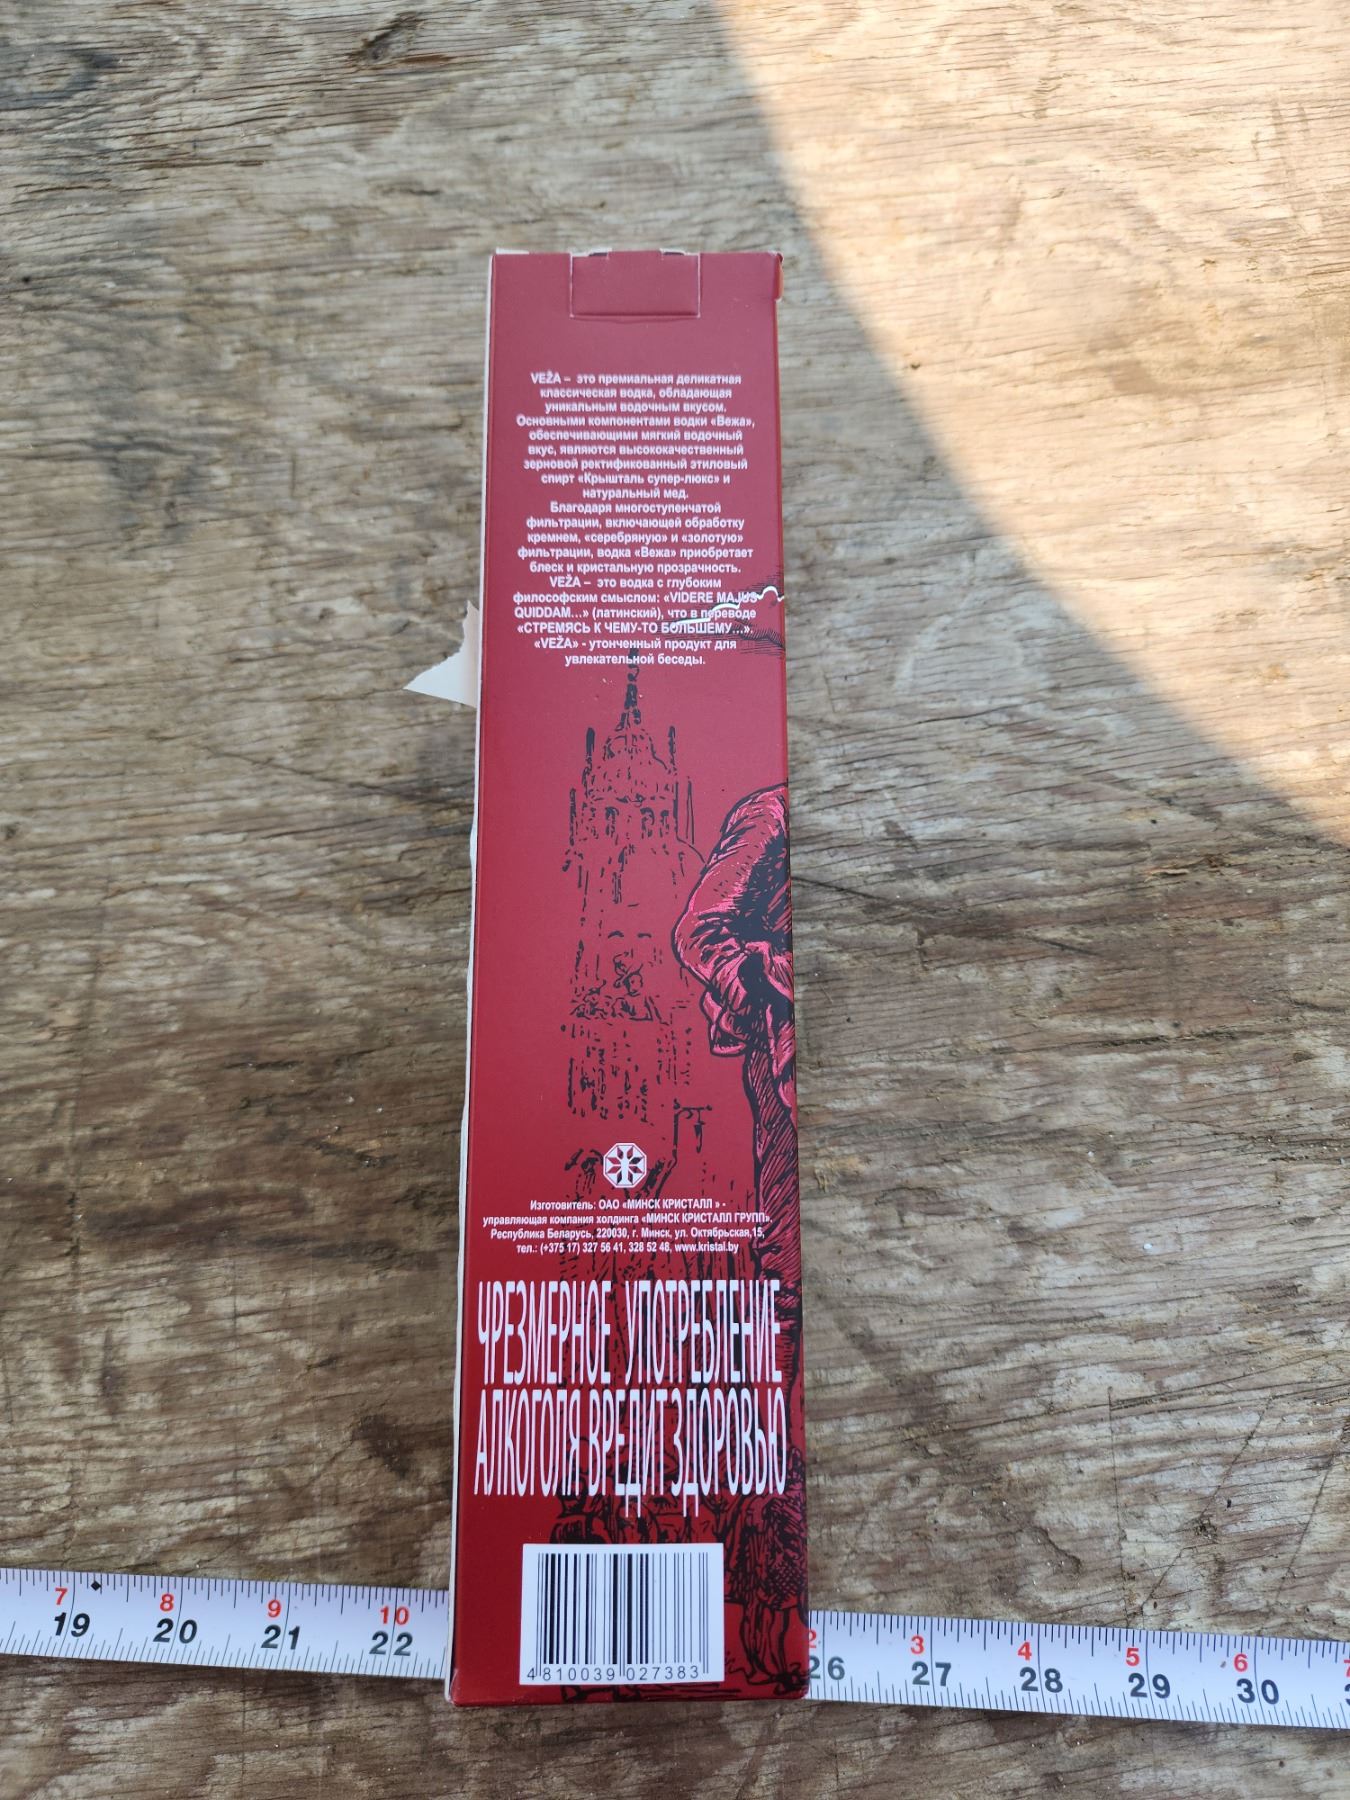 VEŽA – это премиальная деликатная
классическая водка, обладающая
уникальным водочным вкусом.
Основными компонентами водки «Вежа»,
обеспечивающими мягкий водочный
вкус, являются высококачественный
зерновой ректификованный этиловый
спирт «Крышталь супер-люкс» и
натуральный мед.
Благодаря многоступенчатой
фильтрации, включающей обработку
кремнем, «серебряную» и «золотую»
фильтрации, водка «Вежа» приобретает
блеск и кристальную прозрачность.
VEŽA – это водка с глубоким
философским смыслом: «VIDERE MAJUS
QUIDDAM...» (латинский), что в переводе
«СТРЕМЯСЬ К ЧЕМУ-ТО БОЛЬШЕМУ...».
«VEŽA» - утонченный продукт для
увлекательной беседы.
Изготовитель: ОАО «МИНСК КРИСТАЛЛ » -
управляющая компания холдинга «МИНСК КРИСТАЛЛ ГРУПП»,
Республика Беларусь, 220030, г. Минск, ул. Октябрьская,15,
тел.: (+375 17) 327 56 41, 328 52 48, www.kristal.by
ЧРЕЗМЕРНОЕ УПОТРЕБЛЕНИЕ
АЛКОГОЛЯ ВРЕДИТ ЗДОРОВЬЮ
4 810039 027383
7 8 9 10 2 3 4 5 6
19 20 21 22 26 27 28 29 30